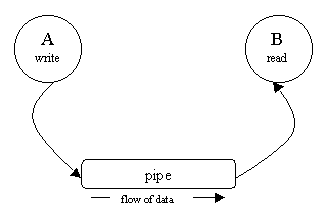 A
write
B
read
pipe
flow of data